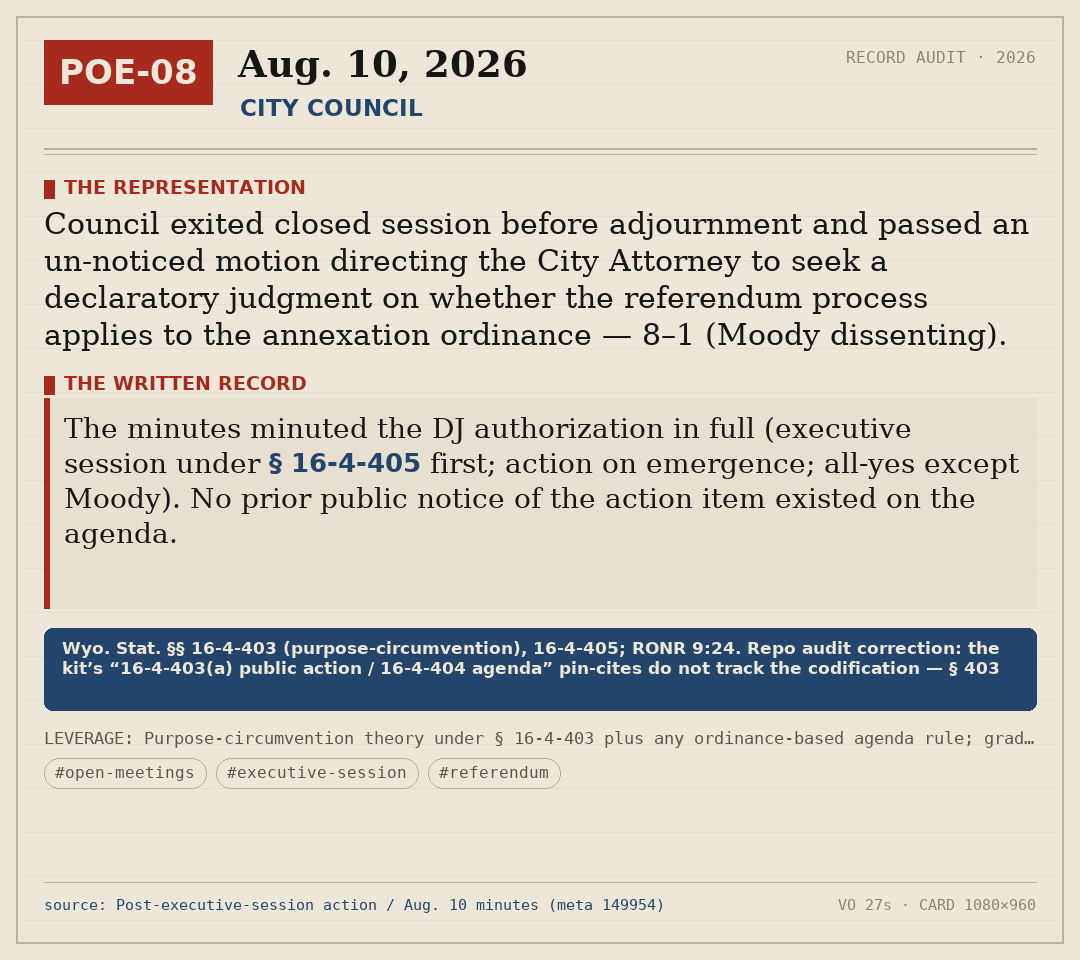 POE-08
Aug. 10, 2026
CITY COUNCIL
RECORD AUDIT · 2026
THE REPRESENTATION
Council exited closed session before adjournment and passed an
un-noticed motion directing the City Attorney to seek a
declaratory judgment on whether the referendum process
applies to the annexation ordinance — 8–1 (Moody dissenting).
THE WRITTEN RECORD
The minutes minuted the DJ authorization in full (executive
session under § 16-4-405 first; action on emergence; all-yes except
Moody). No prior public notice of the action item existed on the
agenda.
Wyo. Stat. §§ 16-4-403 (purpose-circumvention), 16-4-405; RONR 9:24. Repo audit correction: the
kit’s “16-4-403(a) public action / 16-4-404 agenda” pin-cites do not track the codification — § 403
LEVERAGE: Purpose-circumvention theory under § 16-4-403 plus any ordinance-based agenda rule; grad…
#open-meetings #executive-session #referendum
source: Post-executive-session action / Aug. 10 minutes (meta 149954)
VO 27s · CARD 1080×960